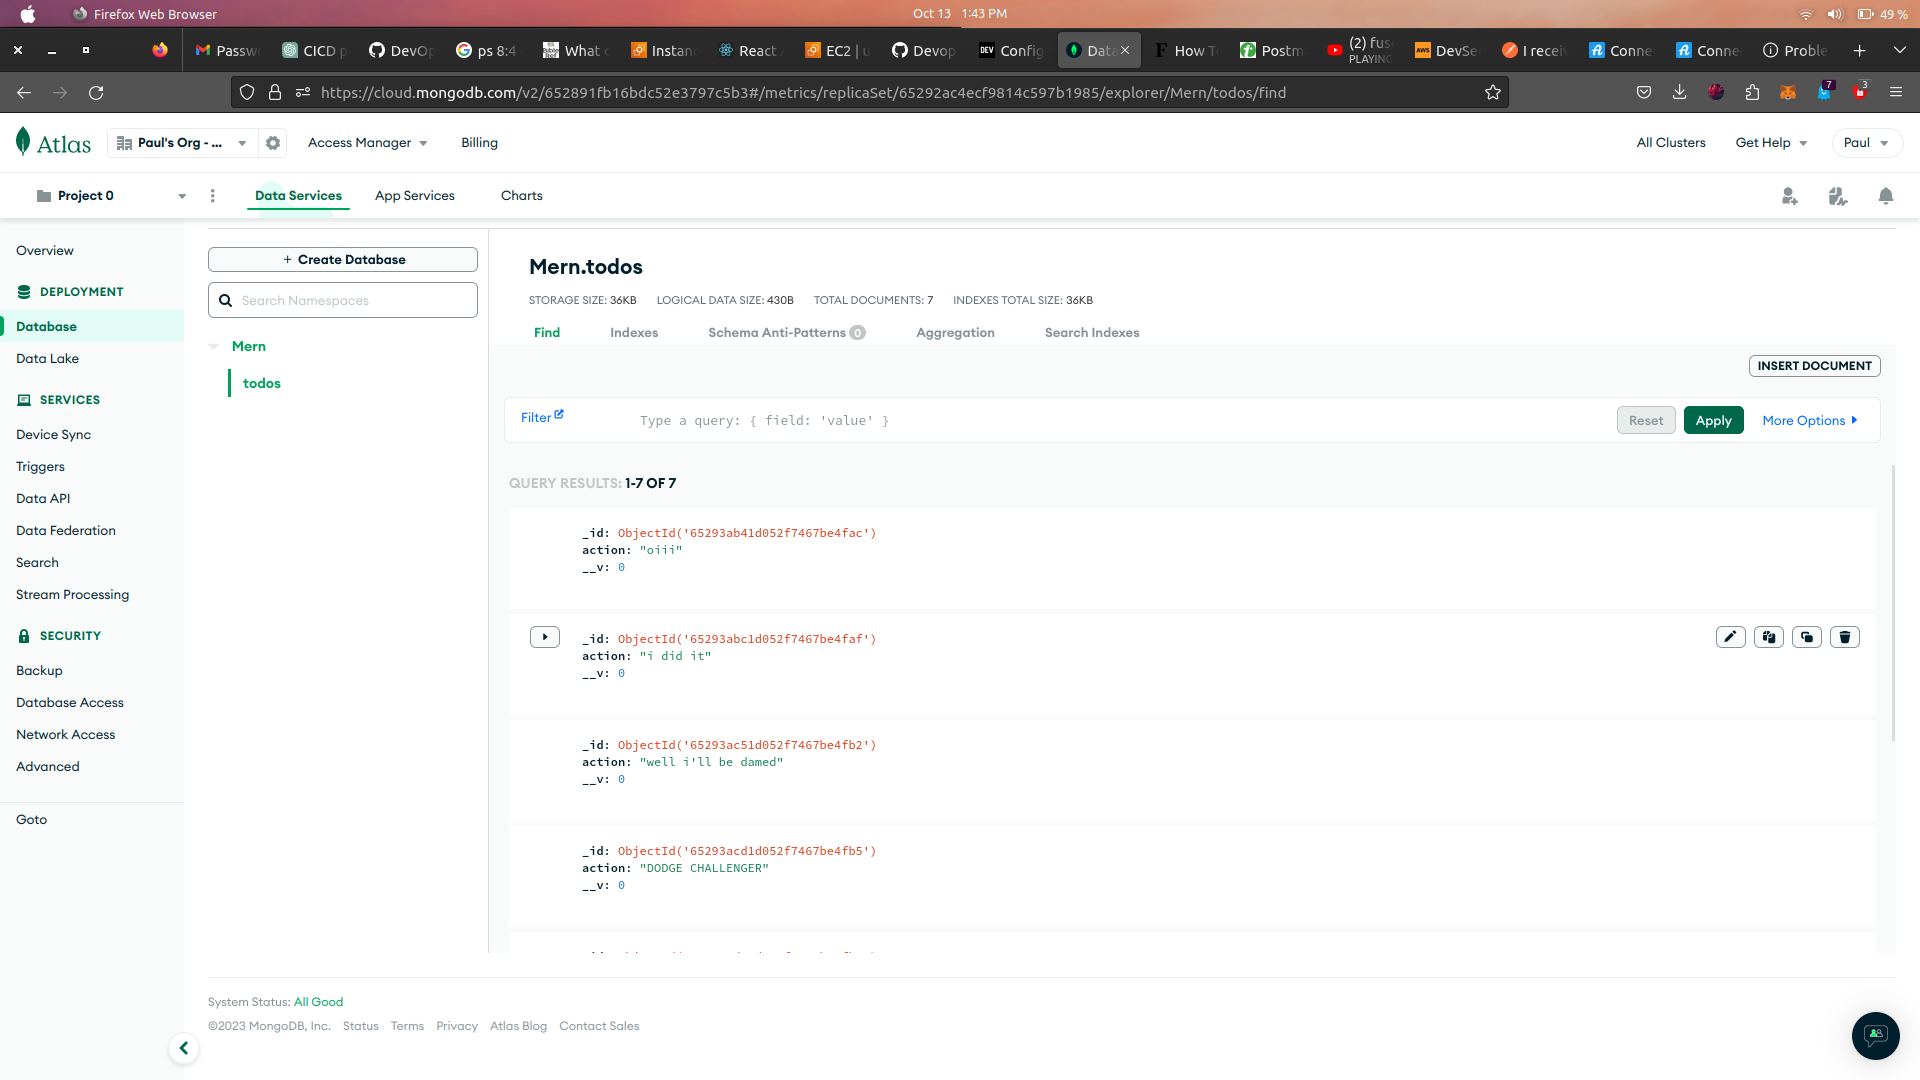 Firefox Web Browser
Oct 13 1:43 PM
49 %
Passw
CICD p
DevOp
ps 8:4
What
Instan
React
EC2 | u
Devop
Config
Data
How T
Postm
(2) fus
PLAYING
DevSe
I recei
Conne
Conne
Proble
https://cloud.mongodb.com/v2/652891fb16bdc52e3797c5b3#/metrics/replicaSet/65292ac4ecf9814c597b1985/explorer/Mern/todos/find
7
3
Atlas
Paul's Org - ...
Access Manager
Billing
All Clusters
Get Help
Paul
Project 0
Data Services
App Services
Charts
Overview
DEPLOYMENT
Database
Data Lake
SERVICES
Device Sync
Triggers
Data API
Data Federation
Search
Stream Processing
SECURITY
Backup
Database Access
Network Access
Advanced
Goto
+ Create Database
Search Namespaces
Mern
todos
Mern.todos
STORAGE SIZE: 36KB LOGICAL DATA SIZE: 430B TOTAL DOCUMENTS: 7 INDEXES TOTAL SIZE: 36KB
Find Indexes Schema Anti-Patterns 0 Aggregation Search Indexes
INSERT DOCUMENT
Filter
Type a query: { field: 'value' }
Reset
Apply
More Options
QUERY RESULTS: 1-7 OF 7
_id: ObjectId('65293ab41d052f7467be4fac')
action: "oiii"
__v: 0
_id: ObjectId('65293abc1d052f7467be4faf')
action: "i did it"
__v: 0
_id: ObjectId('65293ac51d052f7467be4fb2')
action: "well i'll be damed"
__v: 0
_id: ObjectId('65293acd1d052f7467be4fb5')
action: "DODGE CHALLENGER"
__v: 0
System Status: All Good
©2023 MongoDB, Inc. Status Terms Privacy Atlas Blog Contact Sales